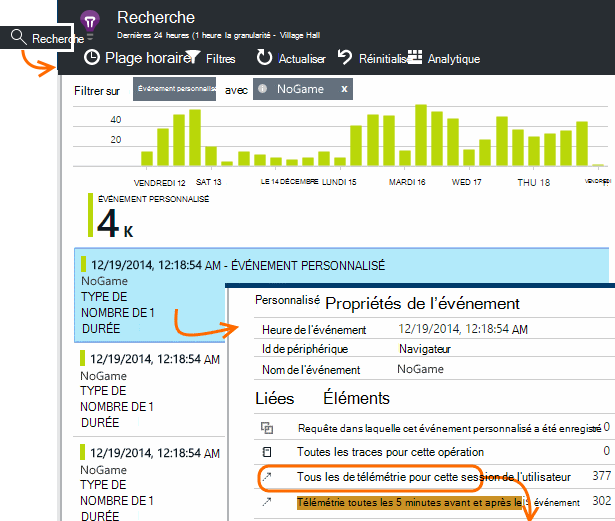 Recherche
Recherche
Dernières 24 heures (1 heure la granularité - Village Hall
Plage horaire Filtres Actualiser Réinitialis Analytique
Filtrer sur Événement personnalisé avec NoGame x
40
20
VENDREDI 12 SAT 13 LE 14 DÉCEMBRE LUNDI 15 MARDI 16 WED 17 THU 18 VENDREDI
ÉVÉNEMENT PERSONNALISÉ
4 K
12/19/2014, 12:18:54 AM - ÉVÉNEMENT PERSONNALISÉ
NoGame
TYPE DE
NOMBRE DE 1
DURÉE
12/19/2014, 12:18:54 AM
NoGame
TYPE DE
NOMBRE DE 1
DURÉE
12/19/2014, 12:18:54 AM
NoGame
TYPE DE
NOMBRE DE 1
DURÉE
Personnalisé Propriétés de l'événement
Heure de l'événement 12/19/2014, 12:18:54 AM
Id de périphérique Navigateur
Nom de l'événement NoGame
Liées Éléments
Requête dans laquelle cet événement personnalisé a été enregistré 0
Toutes les traces pour cette opération 0
Tous les de télémétrie pour cette session de l'utilisateur 377
Télémétrie toutes les 5 minutes avant et après le événement 302